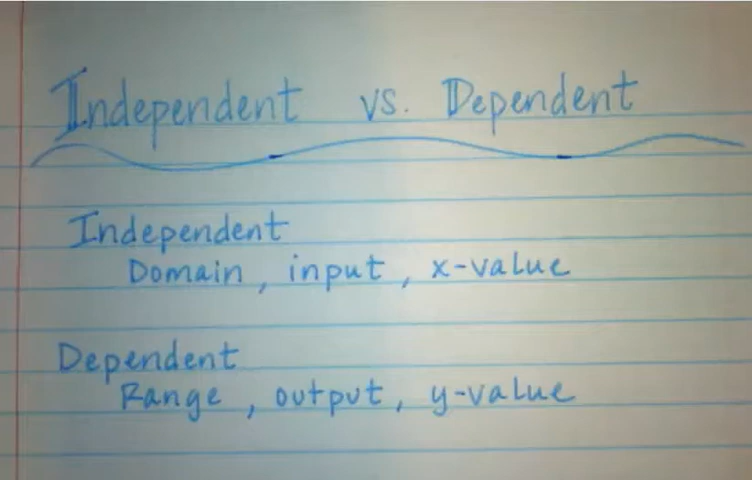 Independent vs. Dependent
Independent
Domain, input, x-value
Dependent
Range, output, y-value